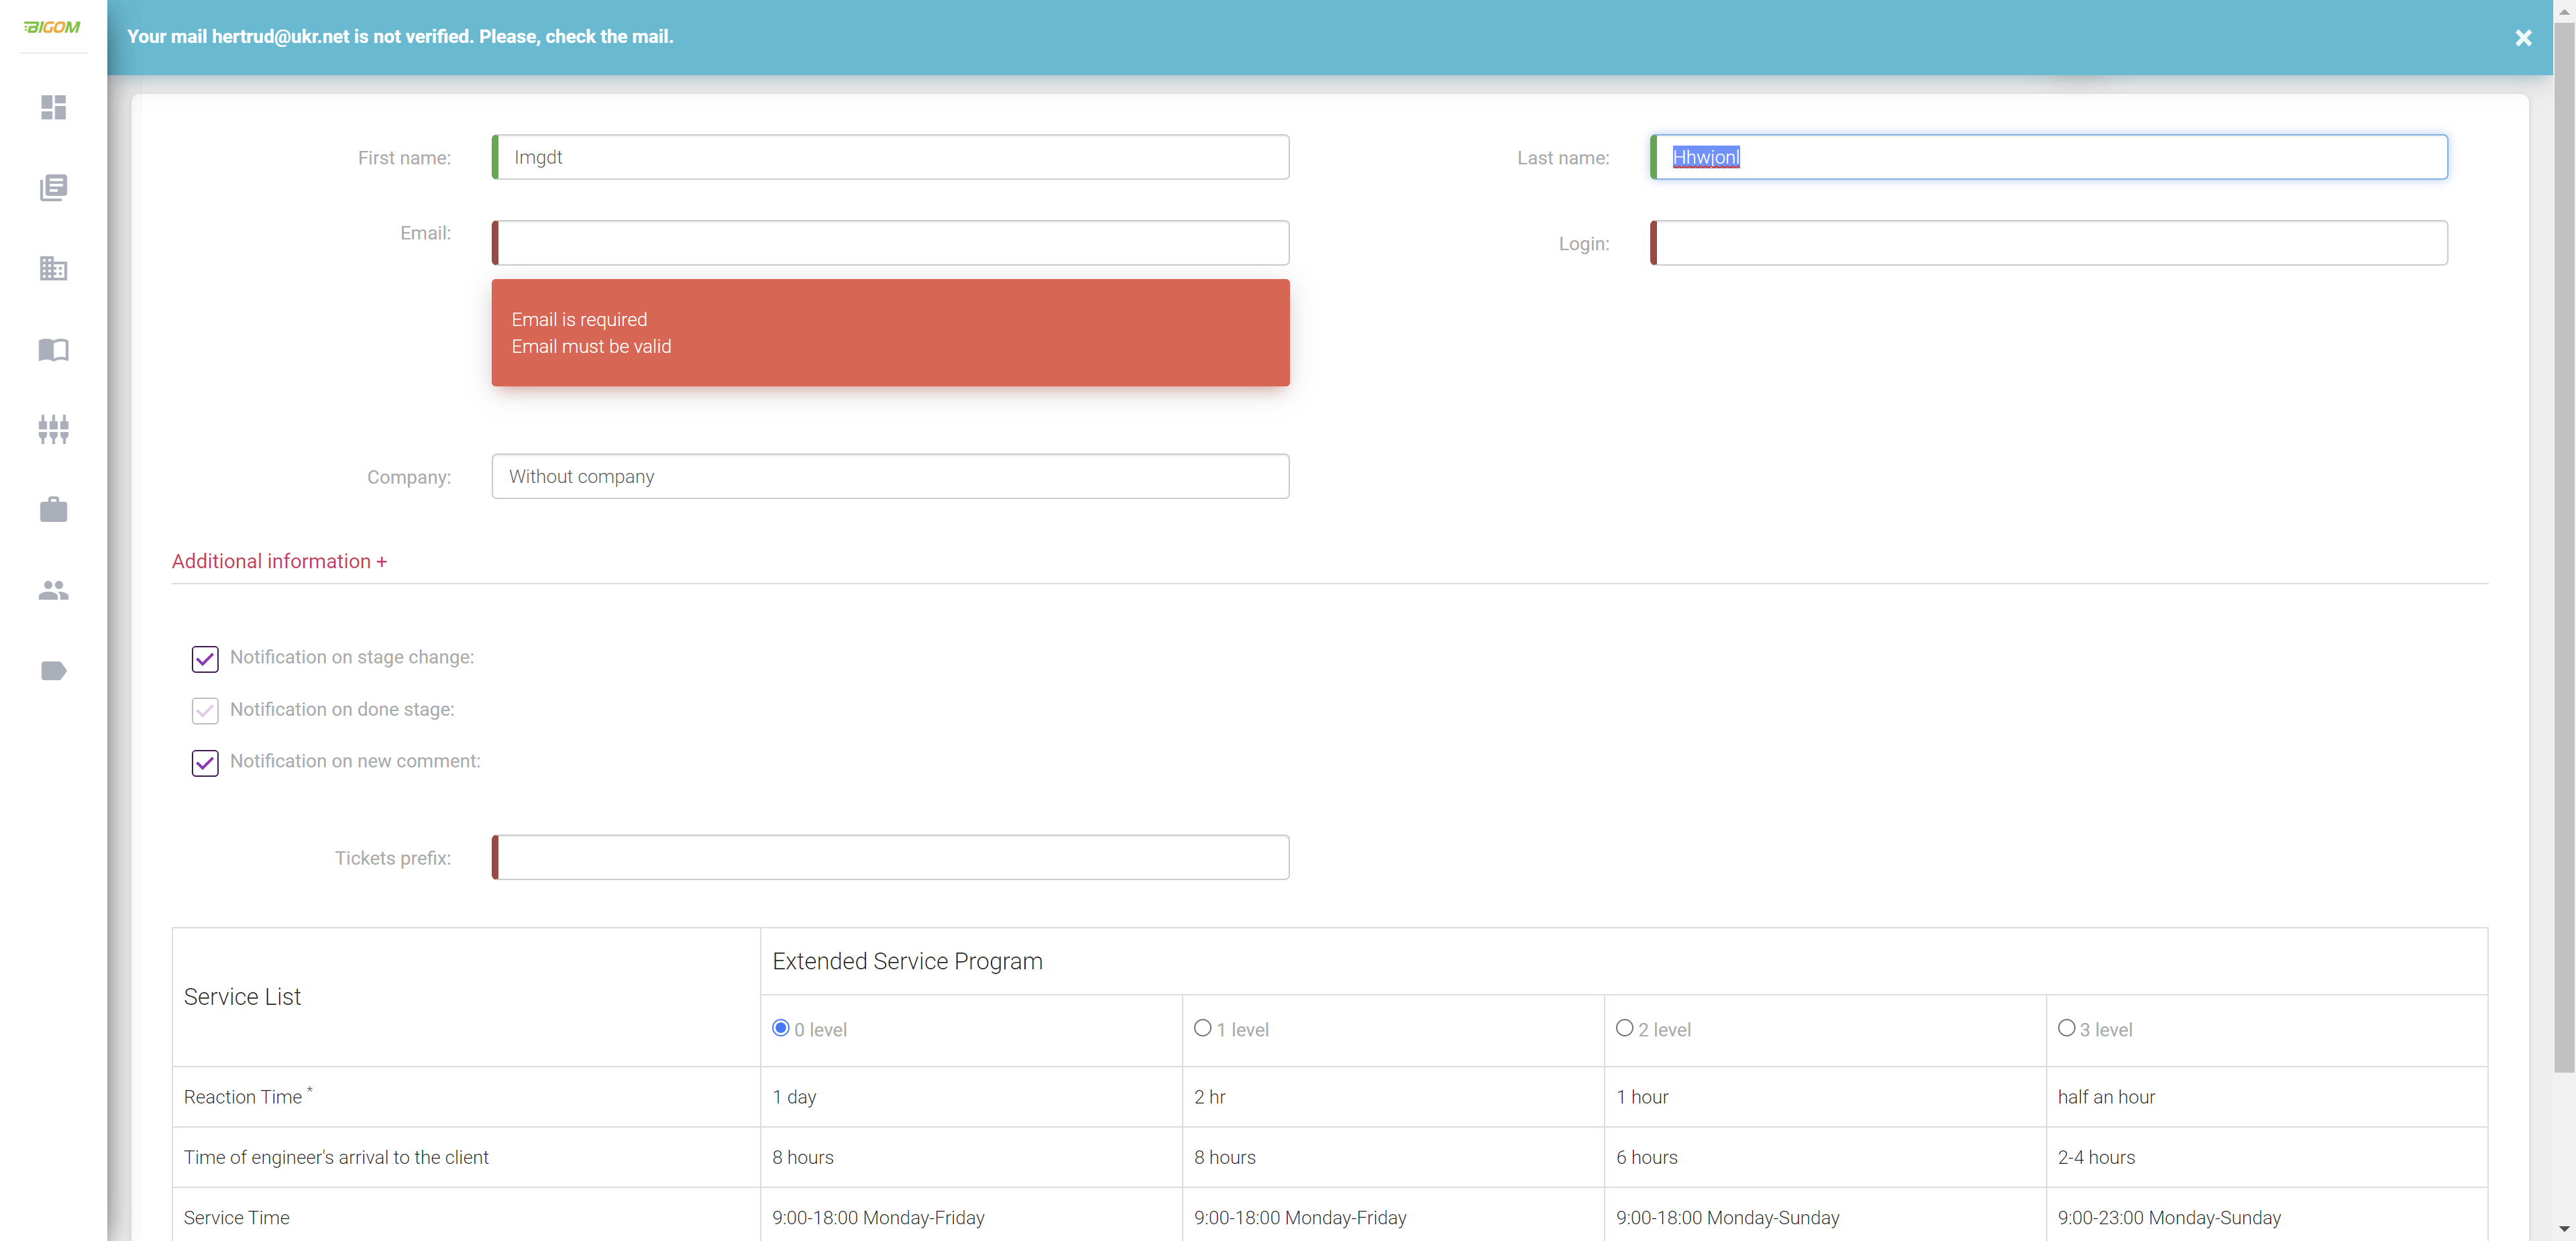 BIGOM
Your mail hertrud@ukr.net is not verified. Please, check the mail.
First name:
Imgdt
Last name:
Hhwjonl
Email:
Login:
Email is required
Email must be valid
Company:
Without company
Additional information +
Notification on stage change:
Notification on done stage:
Notification on new comment:
Tickets prefix:
Service List
Extended Service Program
0 level
1 level
2 level
3 level
Reaction Time *
1 day
2 hr
1 hour
half an hour
Time of engineer's arrival to the client
8 hours
8 hours
6 hours
2-4 hours
Service Time
9:00-18:00 Monday-Friday
9:00-18:00 Monday-Friday
9:00-18:00 Monday-Sunday
9:00-23:00 Monday-Sunday